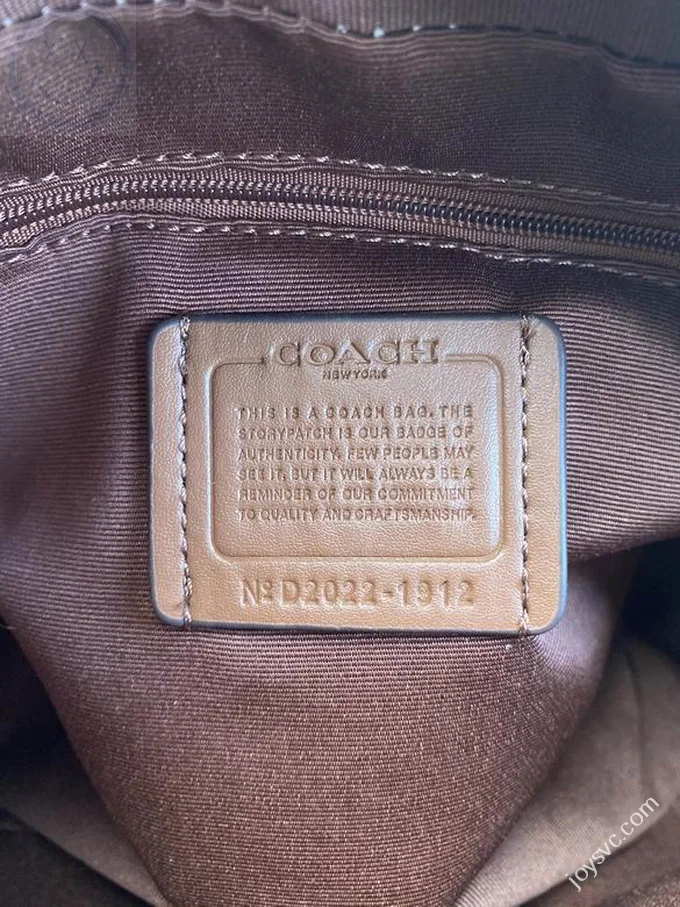 COACH
NEW YORK
THIS IS A COACH BAG. THE
STORYPATCH IS OUR BADGE OF
AUTHENTICITY. FEW PEOPLE MAY
SEE IT, BUT IT WILL ALWAYS BE A
REMINDER OF OUR COMMITMENT
TO QUALITY AND CRAFTSMANSHIP.
Nº D2022-1912
joysvc.com